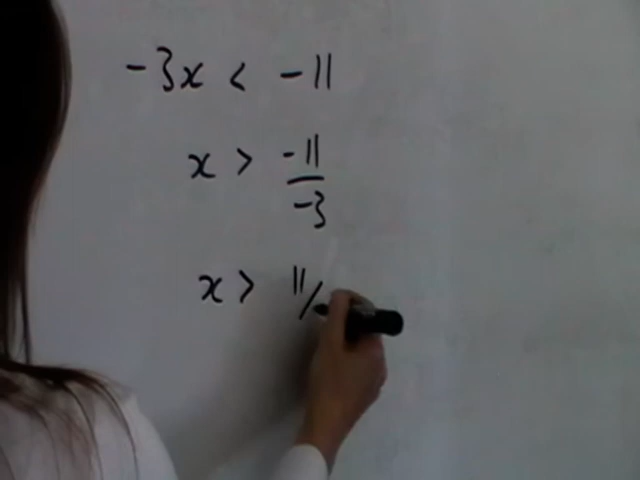 -3x < -11
x > -11/-3
x > 11/